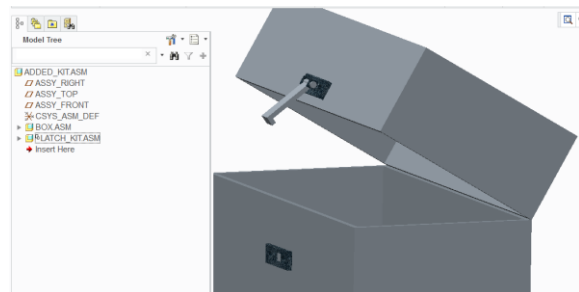 Model Tree
ADDED_KIT.ASM
ASSY_RIGHT
ASSY_TOP
ASSY_FRONT
CSYS_ASM_DEF
BOX.ASM
LATCH_KIT.ASM
Insert Here